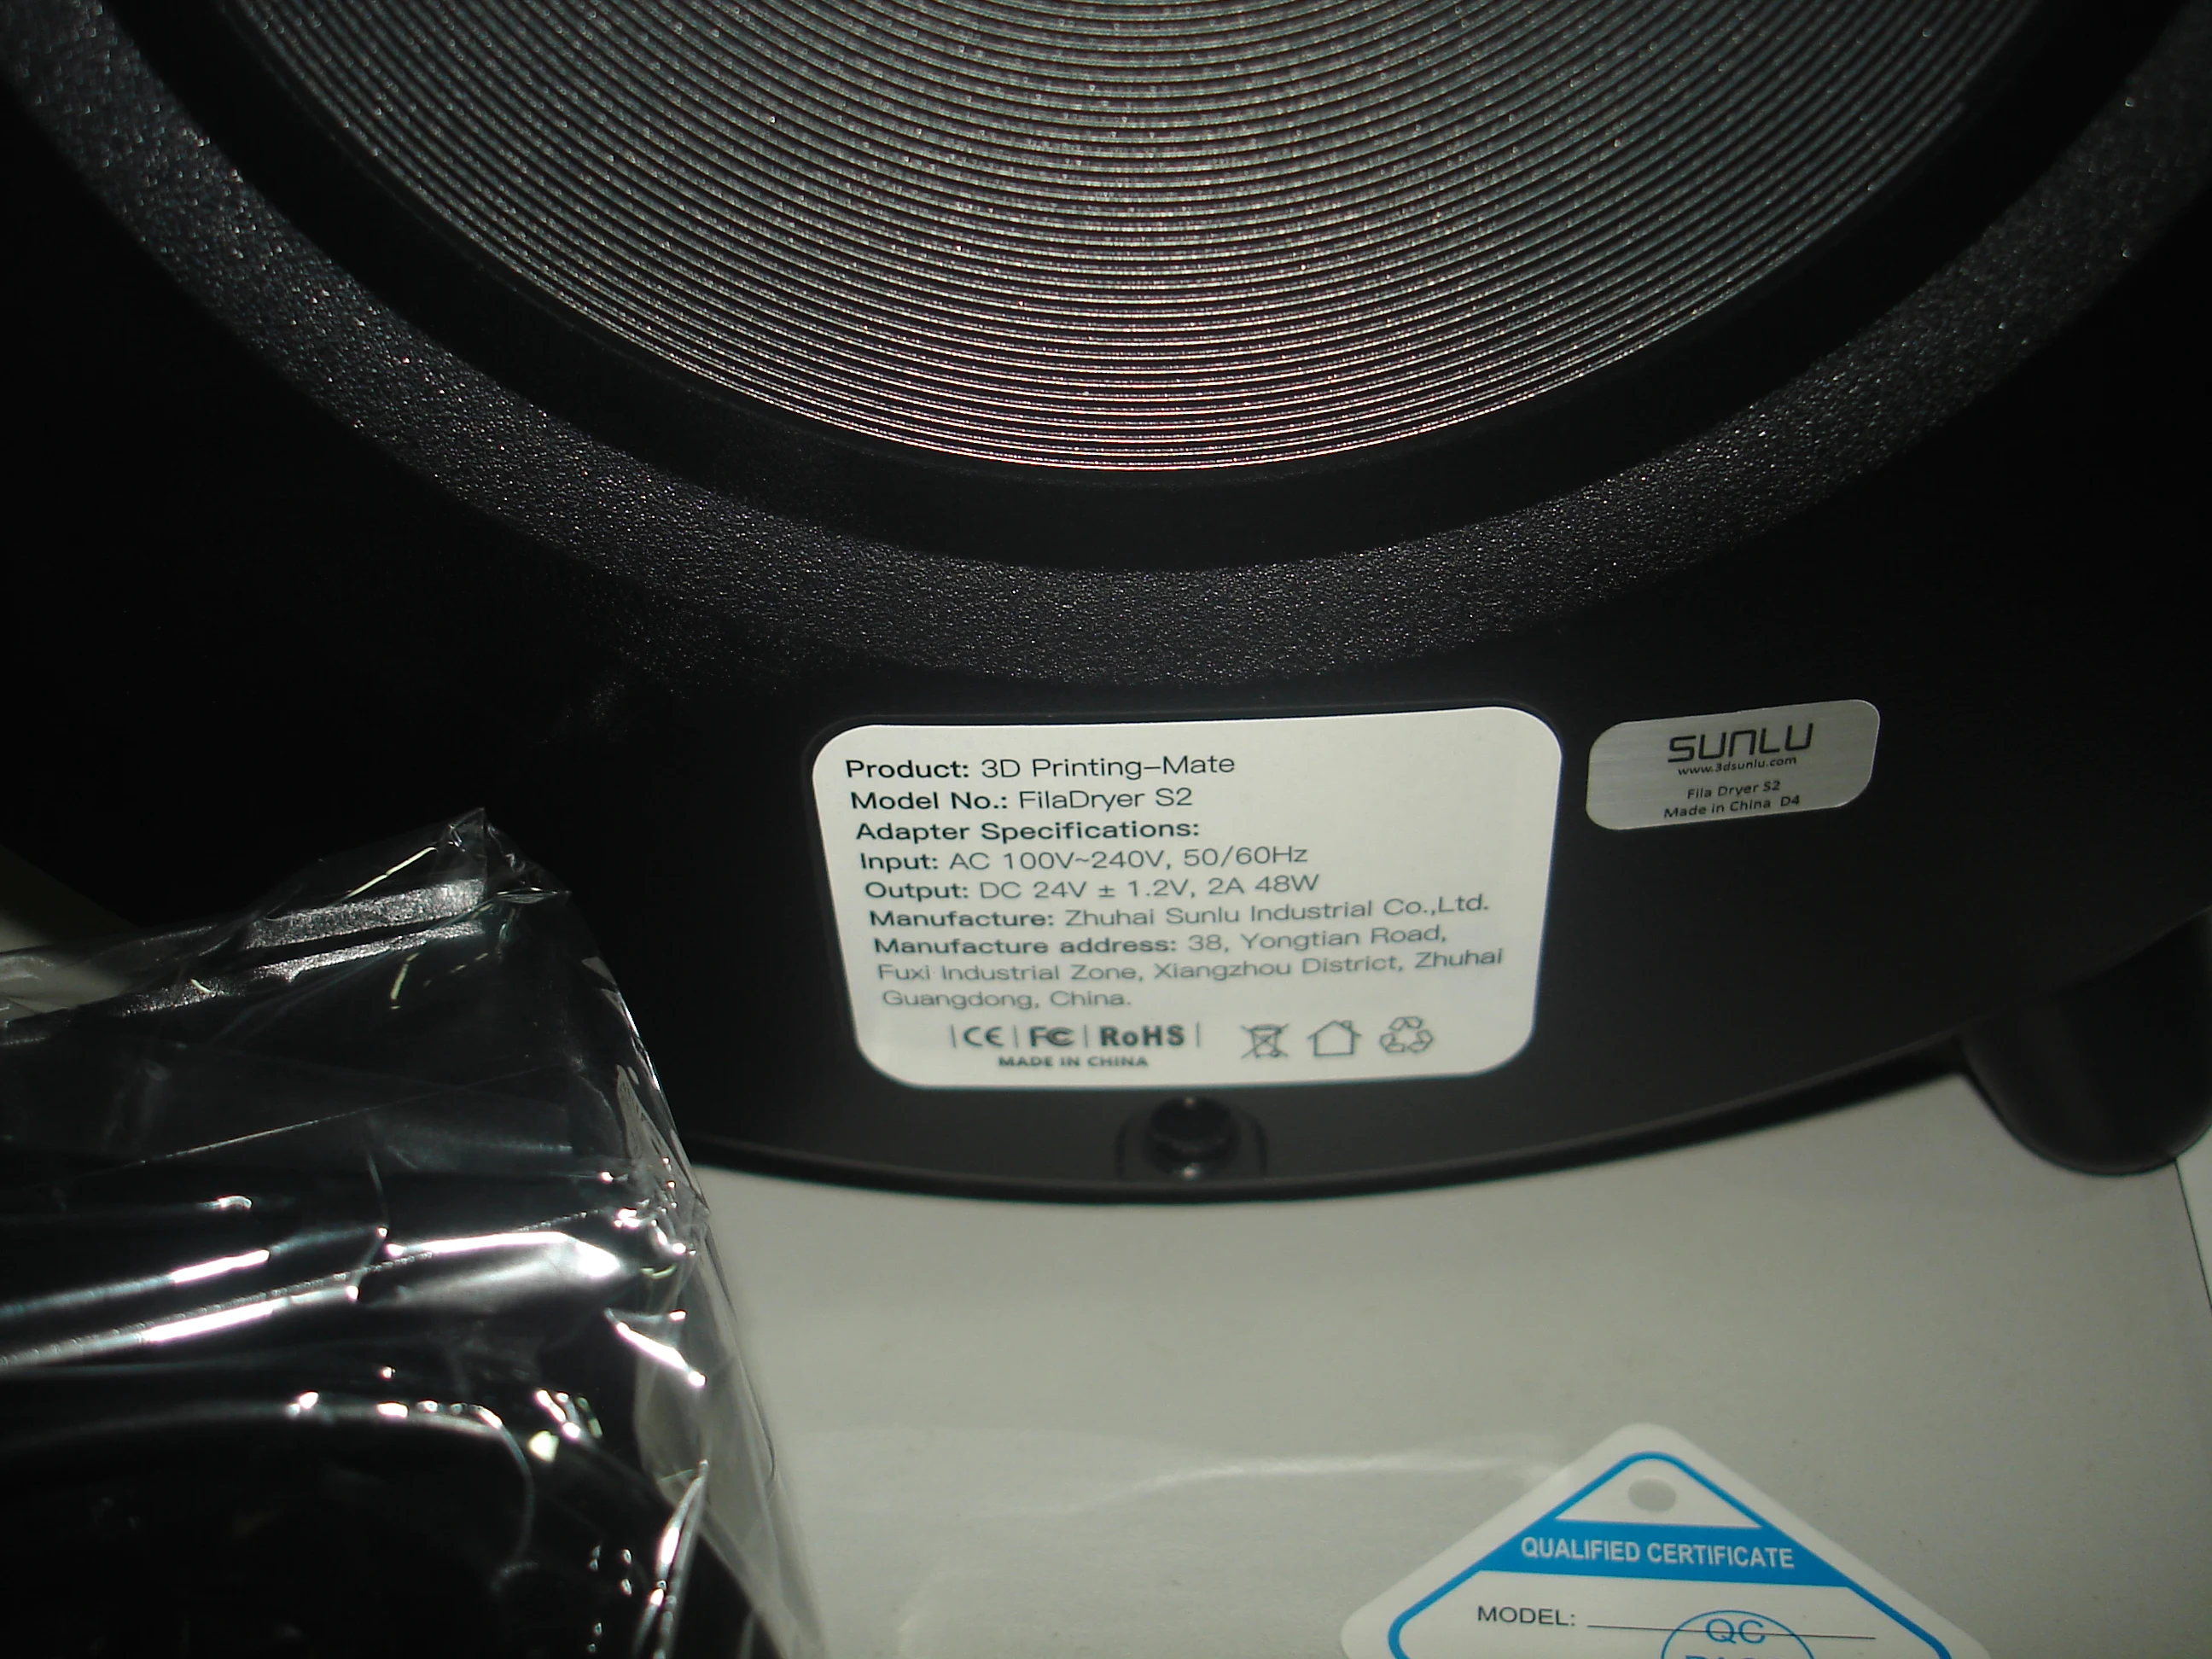 Product: 3D Printing-Mate
Model No.: FilaDryer S2
Adapter Specifications:
Input: AC 100V~240V, 50/60Hz
Output: DC 24V ± 1.2V, 2A 48W
Manufacture: Zhuhai Sunlu Industrial Co.,Ltd.
Manufacture address: 38, Yongtian Road,
Fuxi Industrial Zone, Xiangzhou District, Zhuhai
Guangdong, China.
CE | FC | RoHS
MADE IN CHINA
SUNLU
www.3dsunlu.com
Fila Dryer S2
Made in China D4
QUALIFIED CERTIFICATE
MODEL:
QC